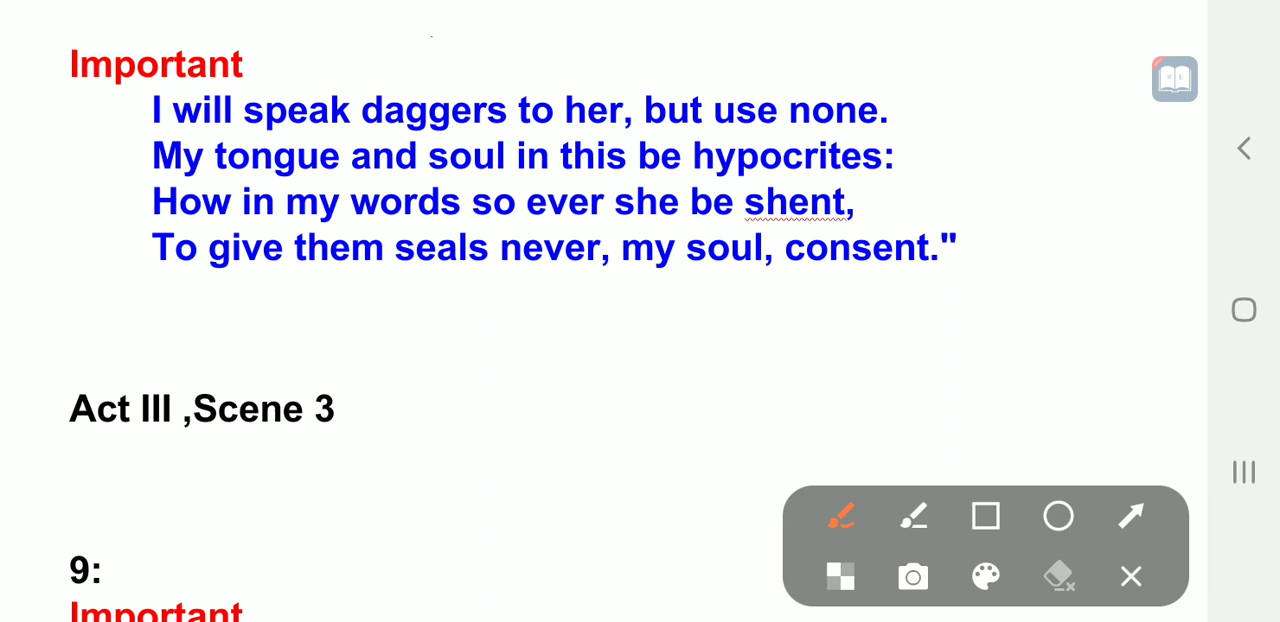 Important
I will speak daggers to her, but use none.
My tongue and soul in this be hypocrites:
How in my words so ever she be shent,
To give them seals never, my soul, consent."
Act III ,Scene 3
9:
Important